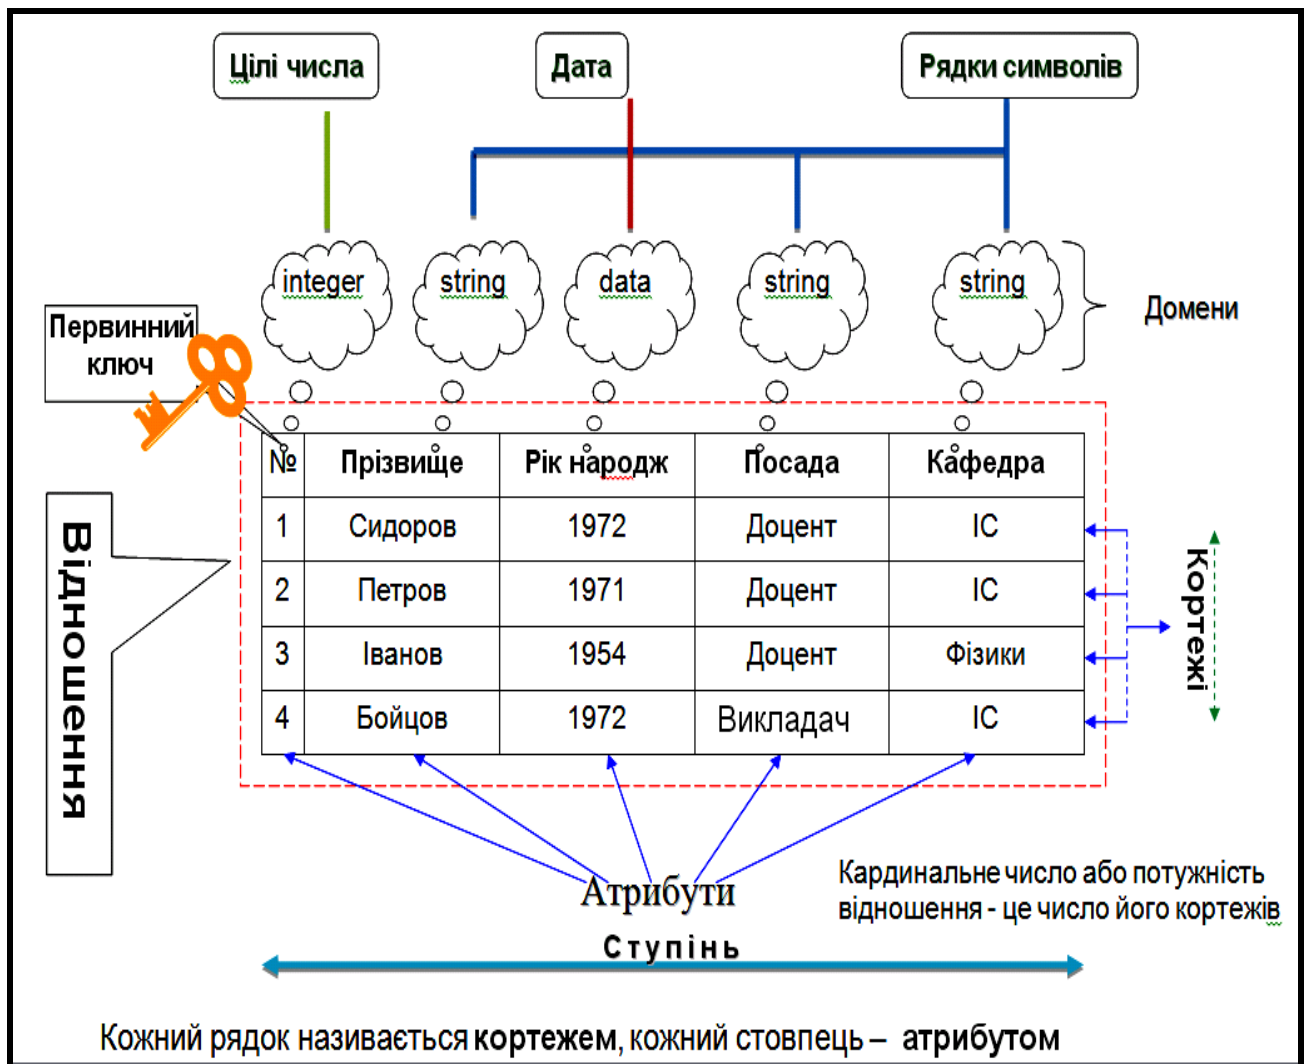 Цілі числа
Дата
Рядки символів
integer
string
data
string
string
Домени
Первинний
ключ
№ Прізвище Рік народж Посада Кафедра
1 Сидоров 1972 Доцент ІС
2 Петров 1971 Доцент ІС
3 Іванов 1954 Доцент Фізики
4 Бойцов 1972 Викладач ІС
Відношення
Кортежі
Атрибути
Кардинальне число або потужність
відношення - це число його кортежів
Ступінь
Кожний рядок називається кортежем, кожний стовпець – атрибутом